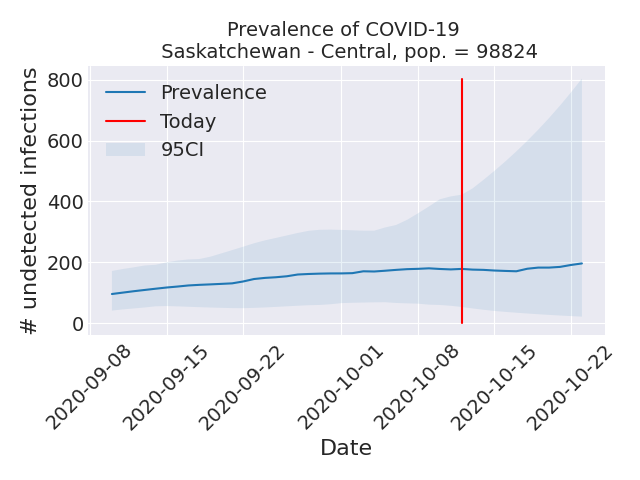 Prevalence of COVID-19
Saskatchewan - Central, pop. = 98824
# undetected infections
800
600
400
200
0
Prevalence
Today
95CI
2020-09-08
2020-09-15
2020-09-22
2020-10-01
2020-10-08
2020-10-15
2020-10-22
Date